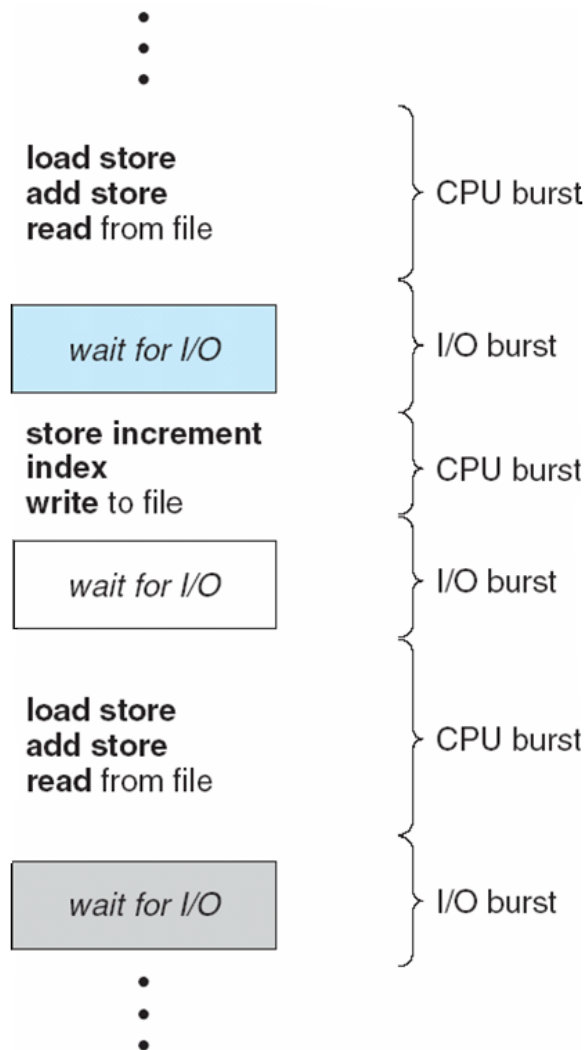 load store
add store
read from file
CPU burst
wait for I/O
I/O burst
store increment
index
write to file
CPU burst
wait for I/O
I/O burst
load store
add store
read from file
CPU burst
wait for I/O
I/O burst